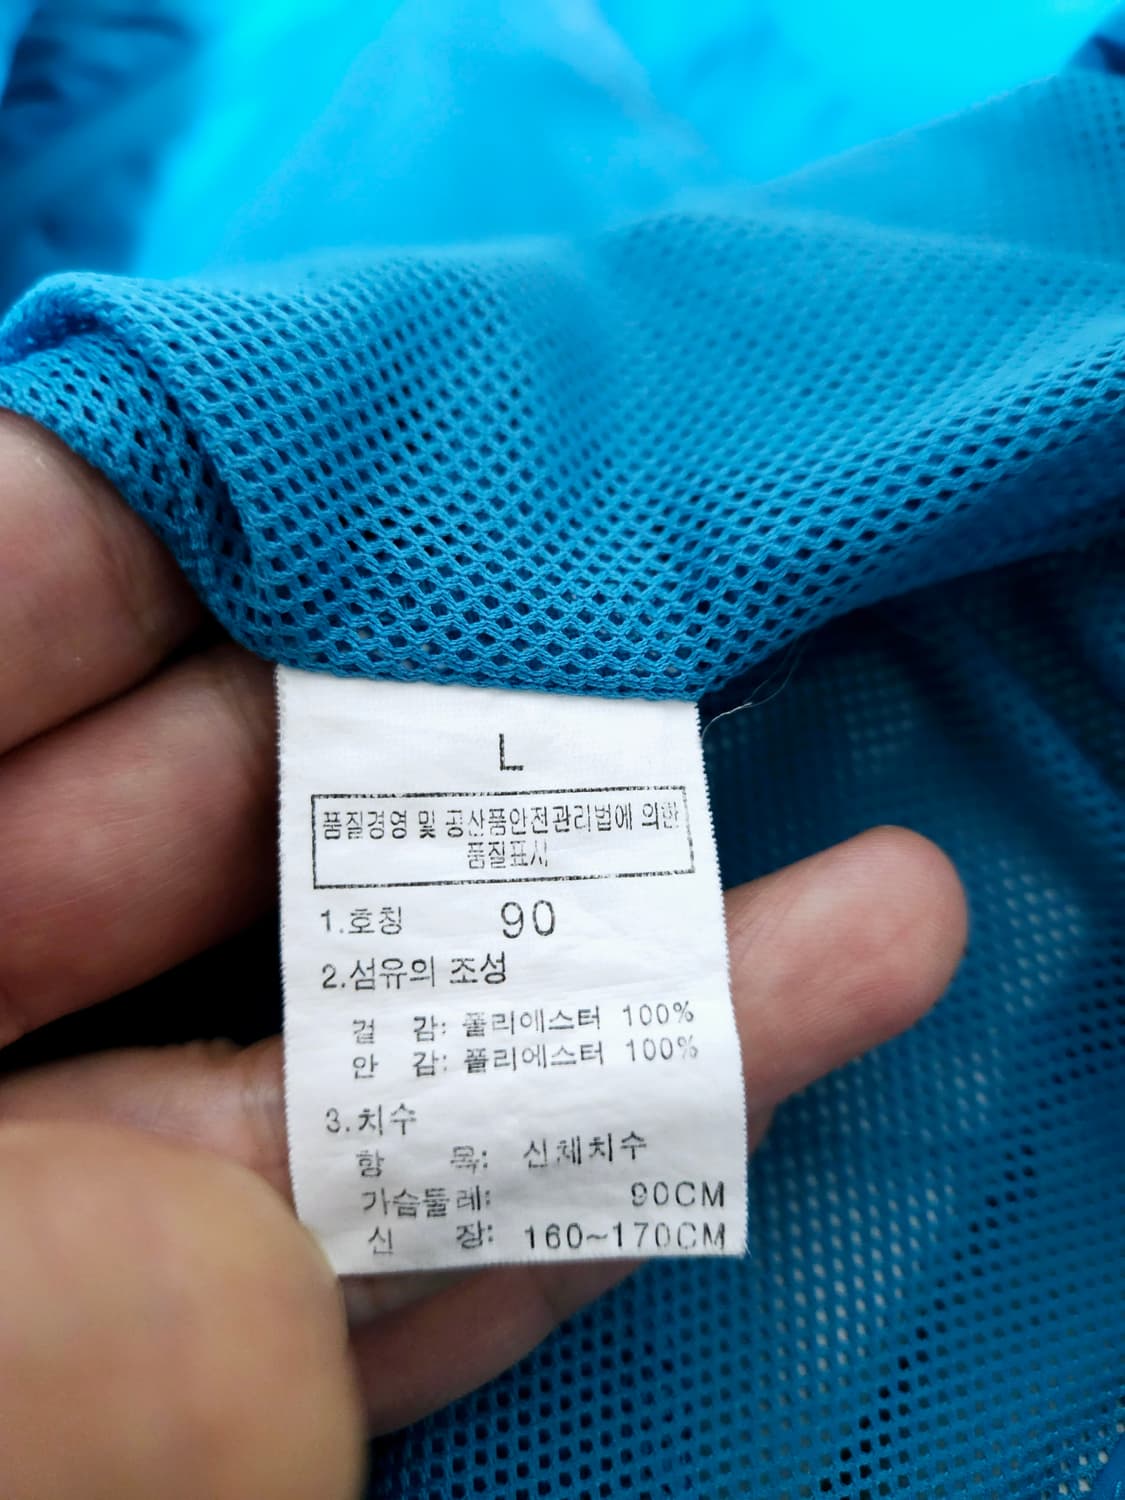 L
품질경영 및 공산품안전관리법에 의한
품질표시
1.호칭 90
2.섬유의 조성
겉 감: 폴리에스터 100%
안 감: 폴리에스터 100%
3.치수
항 목: 신체치수
가슴둘레: 90CM
신 장: 160~170CM